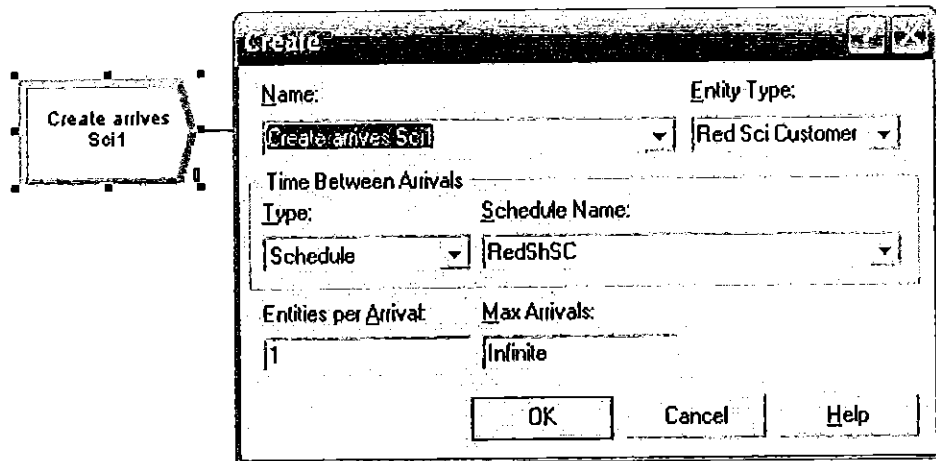 Create arrives
Sci1
0
Create
Name:
Entity Type:
Create arrives Sci1
Red Sci Customer
Time Between Arrivals
Type:
Schedule Name:
Schedule
RedShSC
Entities per Arrival:
Max Arrivals:
1
Infinite
OK
Cancel
Help